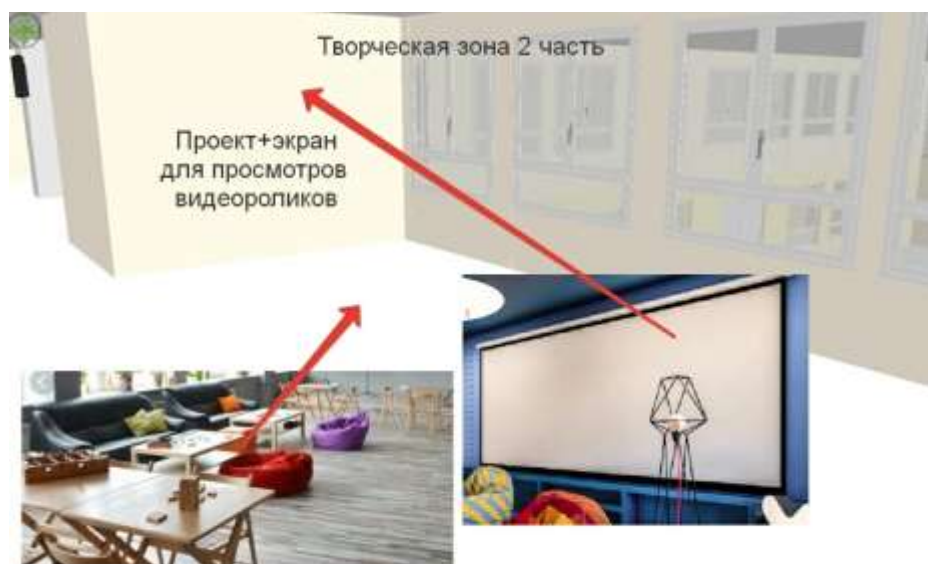 Творческая зона 2 часть
Проект+экран
для просмотров
видеороликов